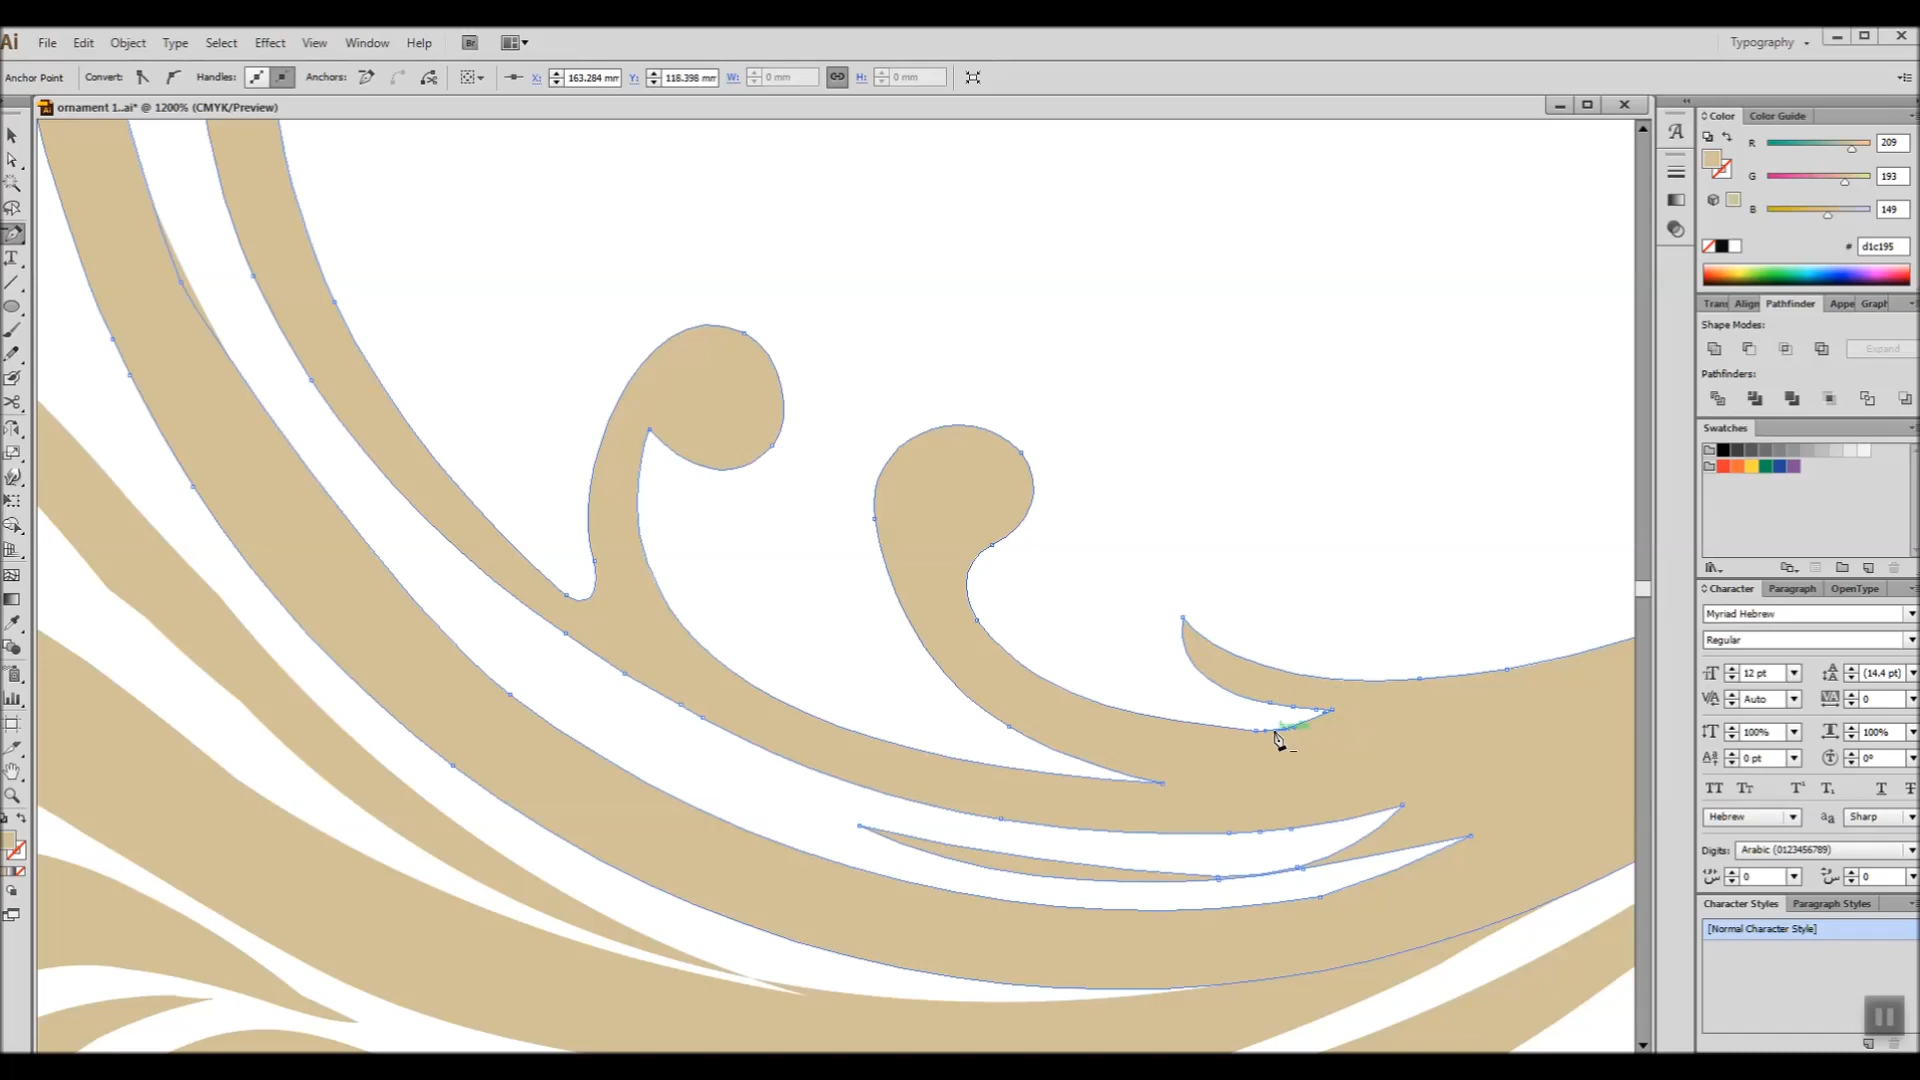 Ai File Edit Object Type Select Effect View Window Help Br Typography
Anchor Point Convert: Handles: Anchors: X: 163.284 mm Y: 118.398 mm W: 0 mm H: 0 mm
ornament 1..ai* @ 1200% (CMYK/Preview)
Color Color Guide
R 209
G 193
B 149
# d1c195
Tran Align Pathfinder Appe Graph
Shape Modes:
Expand
Pathfinders:
Swatches
Character Paragraph OpenType
Myriad Hebrew
Regular
12 pt (14.4 pt)
Auto 0
100% 100%
0 pt 0°
Hebrew Sharp
Digits: Arabic (0123456789)
0 0
Character Styles Paragraph Styles
[Normal Character Style]